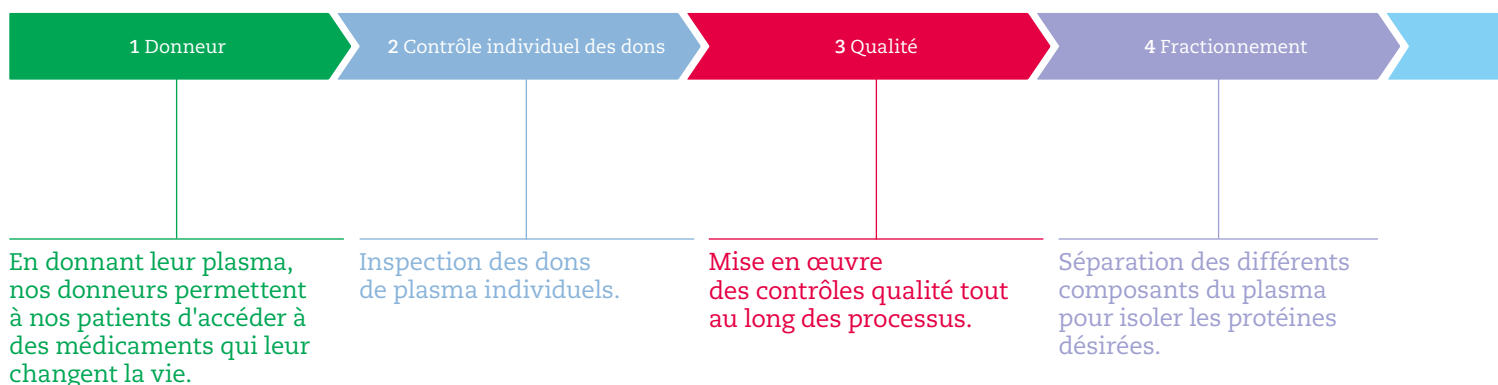 1 Donneur
2 Contrôle individuel des dons
3 Qualité
4 Fractionnement
En donnant leur plasma,
nos donneurs permettent
à nos patients d'accéder à
des médicaments qui leur
changent la vie.
Inspection des dons
de plasma individuels.
Mise en œuvre
des contrôles qualité tout
au long des processus.
Séparation des différents
composants du plasma
pour isoler les protéines
désirées.